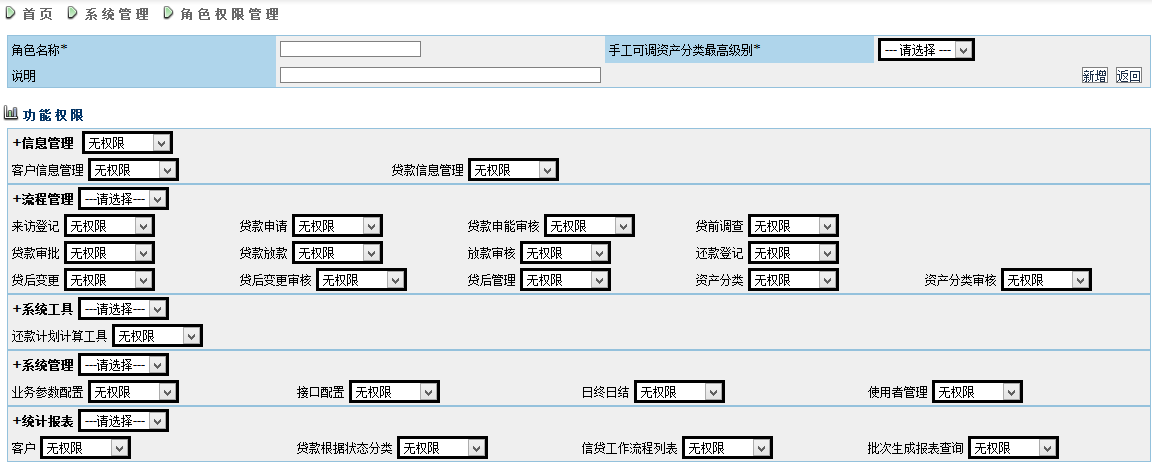 首页 系统管理 角色权限管理
角色名称* 手工可调资产分类最高级别* --- 请选择 ---
说明 新增 返回
功能权限
+信息管理 无权限
客户信息管理 无权限 贷款信息管理 无权限
+流程管理 ---请选择---
来访登记 无权限 贷款申请 无权限 贷款申能审核 无权限 贷前调查 无权限
贷款审批 无权限 贷款放款 无权限 放款审核 无权限 还款登记 无权限
贷后变更 无权限 贷后变更审核 无权限 贷后管理 无权限 资产分类 无权限 资产分类审核 无权限
+系统工具 ---请选择---
还款计划计算工具 无权限
+系统管理 ---请选择---
业务参数配置 无权限 接口配置 无权限 日终日结 无权限 使用者管理 无权限
+统计报表 ---请选择---
客户 无权限 贷款根据状态分类 无权限 信贷工作流程列表 无权限 批次生成报表查询 无权限